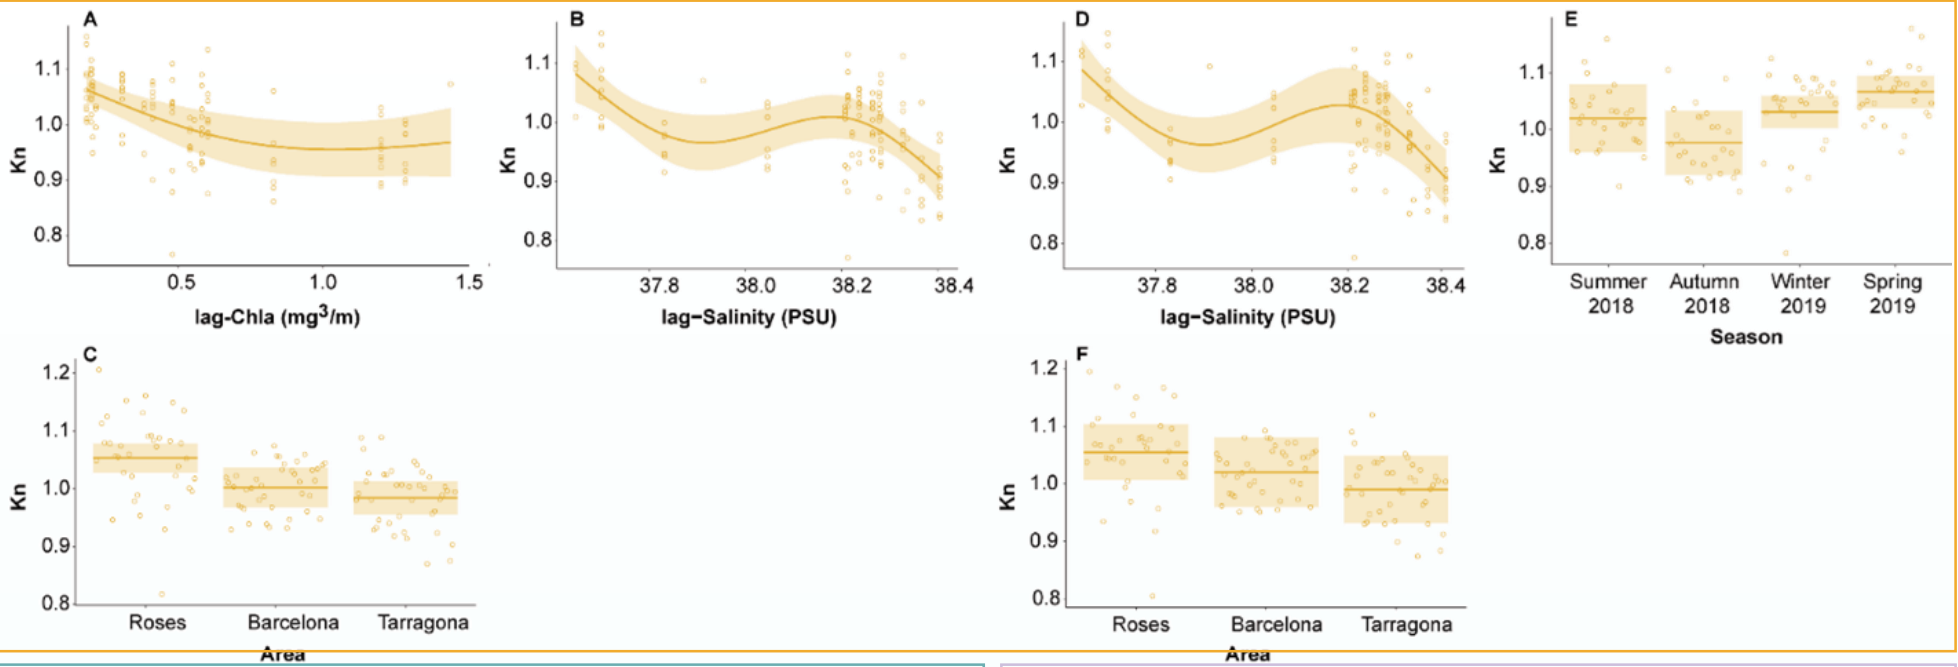 A
Kn
1.1
1.0
0.9
0.8
0.5
1.0
1.5
lag-Chla (mg³/m)
B
Kn
1.1
1.0
0.9
0.8
37.8
38.0
38.2
38.4
lag−Salinity (PSU)
D
Kn
1.1
1.0
0.9
0.8
37.8
38.0
38.2
38.4
lag−Salinity (PSU)
E
Kn
1.1
1.0
0.9
0.8
Summer Autumn Winter Spring
2018 2018 2019 2019
Season
C
Kn
1.2
1.1
1.0
0.9
0.8
Roses Barcelona Tarragona
Area
F
Kn
1.2
1.1
1.0
0.9
0.8
Roses Barcelona Tarragona
Area